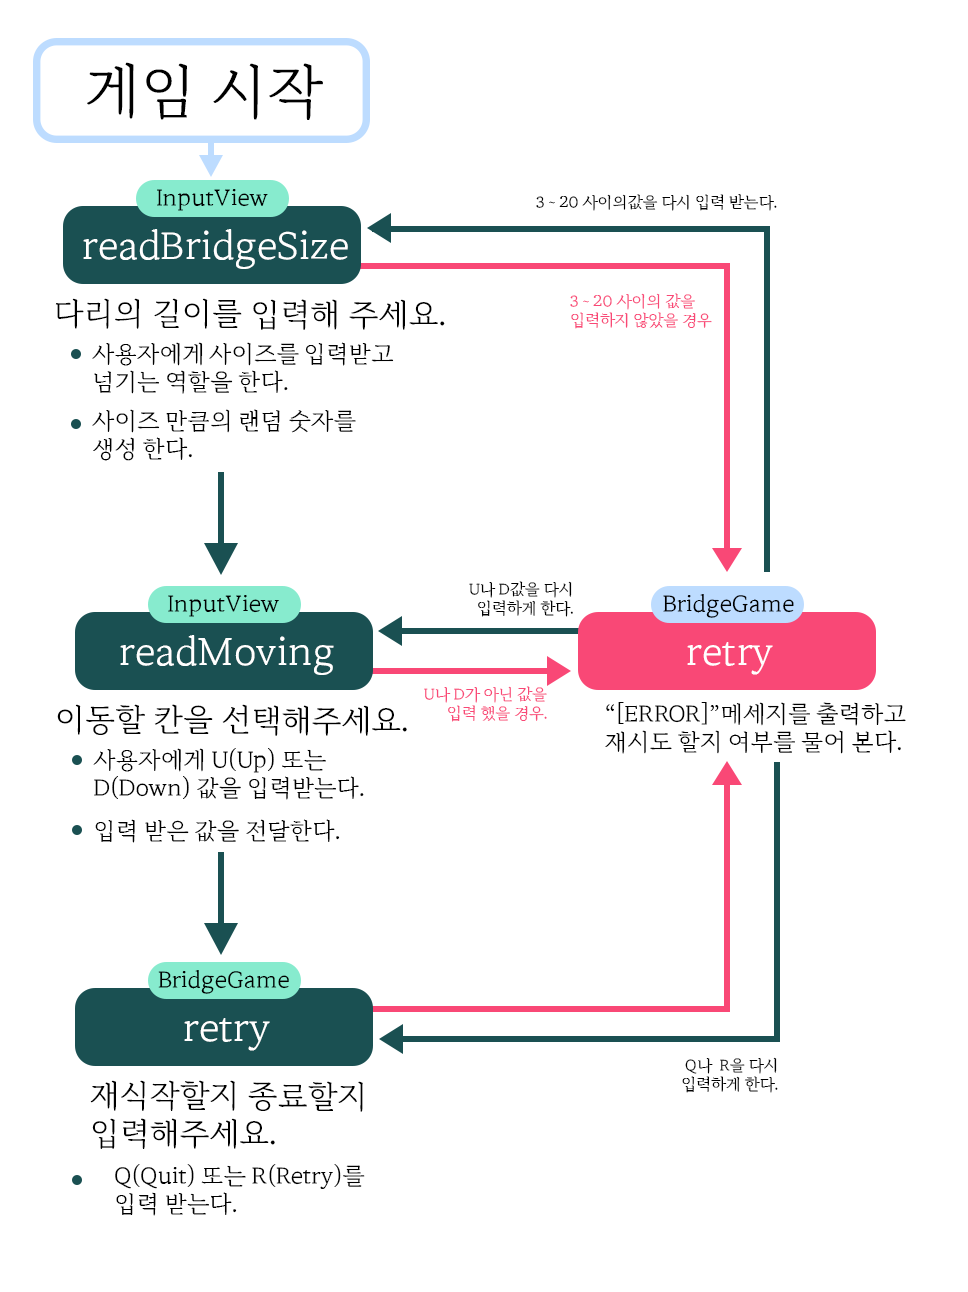 게임 시작
InputView
readBridgeSize
다리의 길이를 입력해 주세요.
사용자에게 사이즈를 입력받고
넘기는 역할을 한다.
사이즈 만큼의 랜덤 숫자를
생성 한다.
3 ~ 20 사이의값을 다시 입력 받는다.
3 ~ 20 사이의 값을
입력하지 않았을 경우
InputView
readMoving
이동할 칸을 선택해주세요.
사용자에게 U(Up) 또는
D(Down) 값을 입력받는다.
입력 받은 값을 전달한다.
U나 D값을 다시
입력하게 한다.
U나 D가 아닌 값을
입력 했을 경우.
BridgeGame
retry
“[ERROR]”메세지를 출력하고
재시도 할지 여부를 물어 본다.
BridgeGame
retry
재식작할지 종료할지
입력해주세요.
Q(Quit) 또는 R(Retry)를
입력 받는다.
Q나 R을 다시
입력하게 한다.